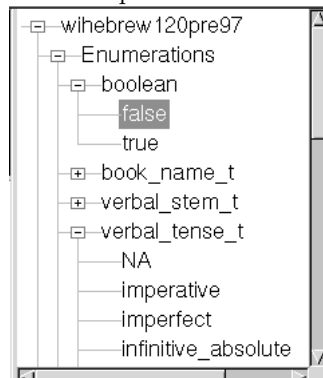 wihebrew120pre97
Enumerations
boolean
false
true
book_name_t
verbal_stem_t
verbal_tense_t
NA
imperative
imperfect
infinitive_absolute